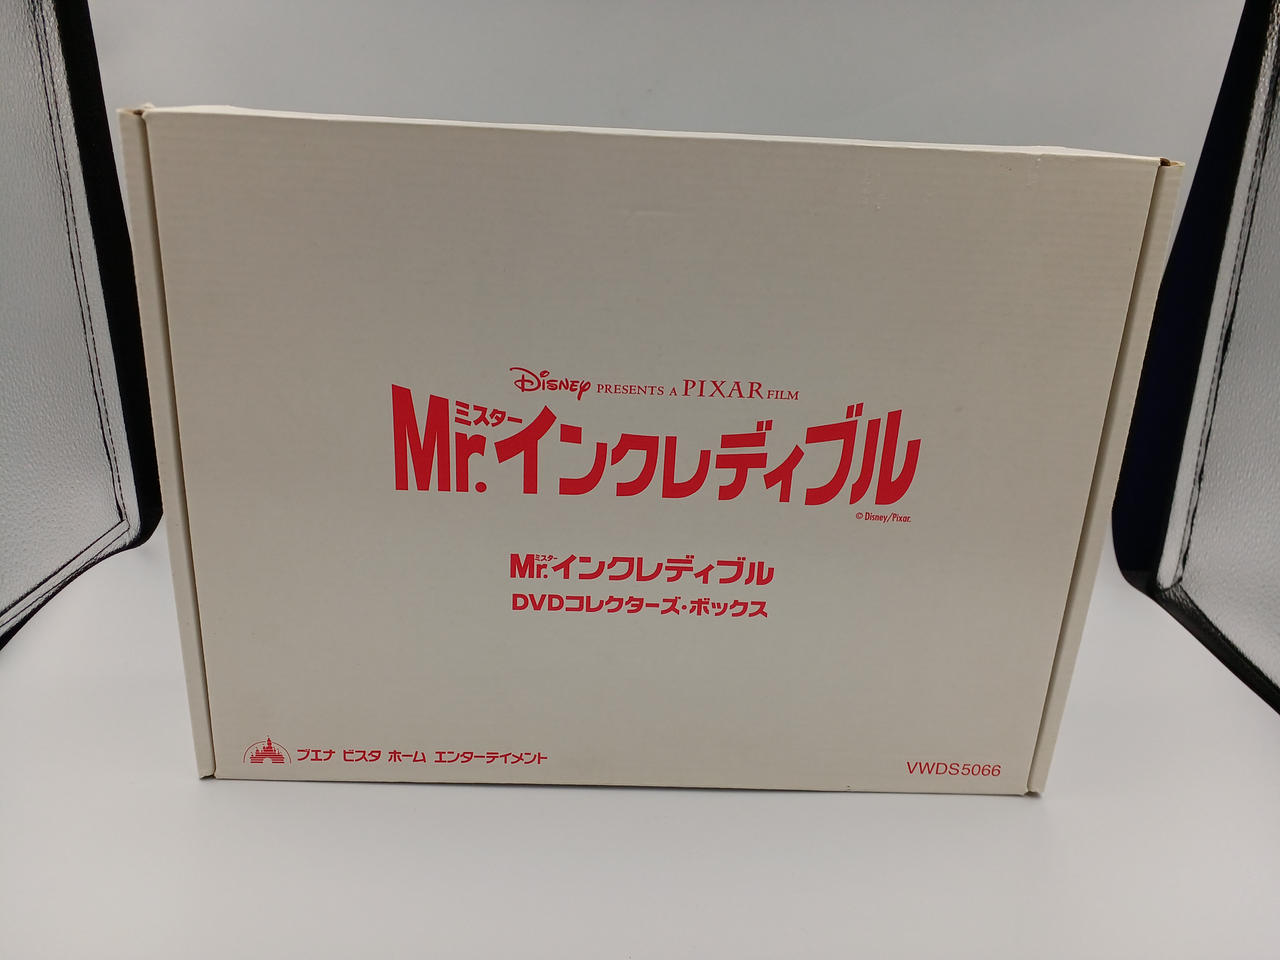 Disney PRESENTS A PIXAR FILM
Mr.ミスターインクレディブル
© Disney/Pixar.
Mr.ミスターインクレディブル
DVDコレクターズ・ボックス
ブエナ ビスタ ホーム エンターテイメント
VWDS5066